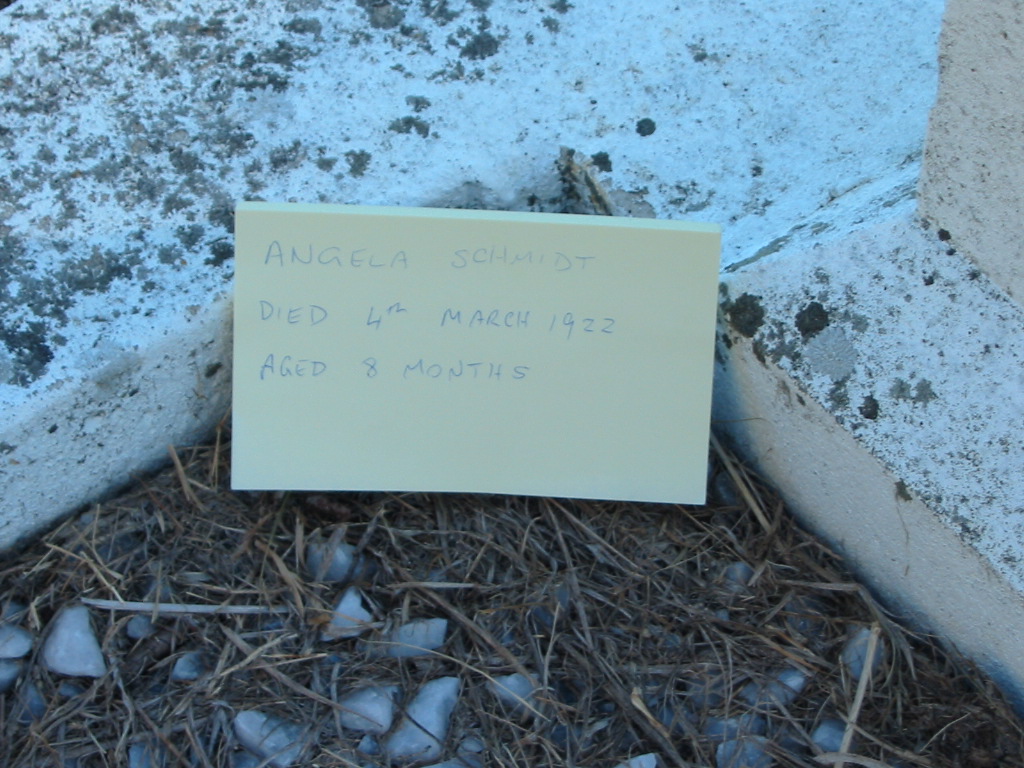 ANGELA SCHMIDT
DIED 4TH MARCH 1922
AGED 8 MONTHS